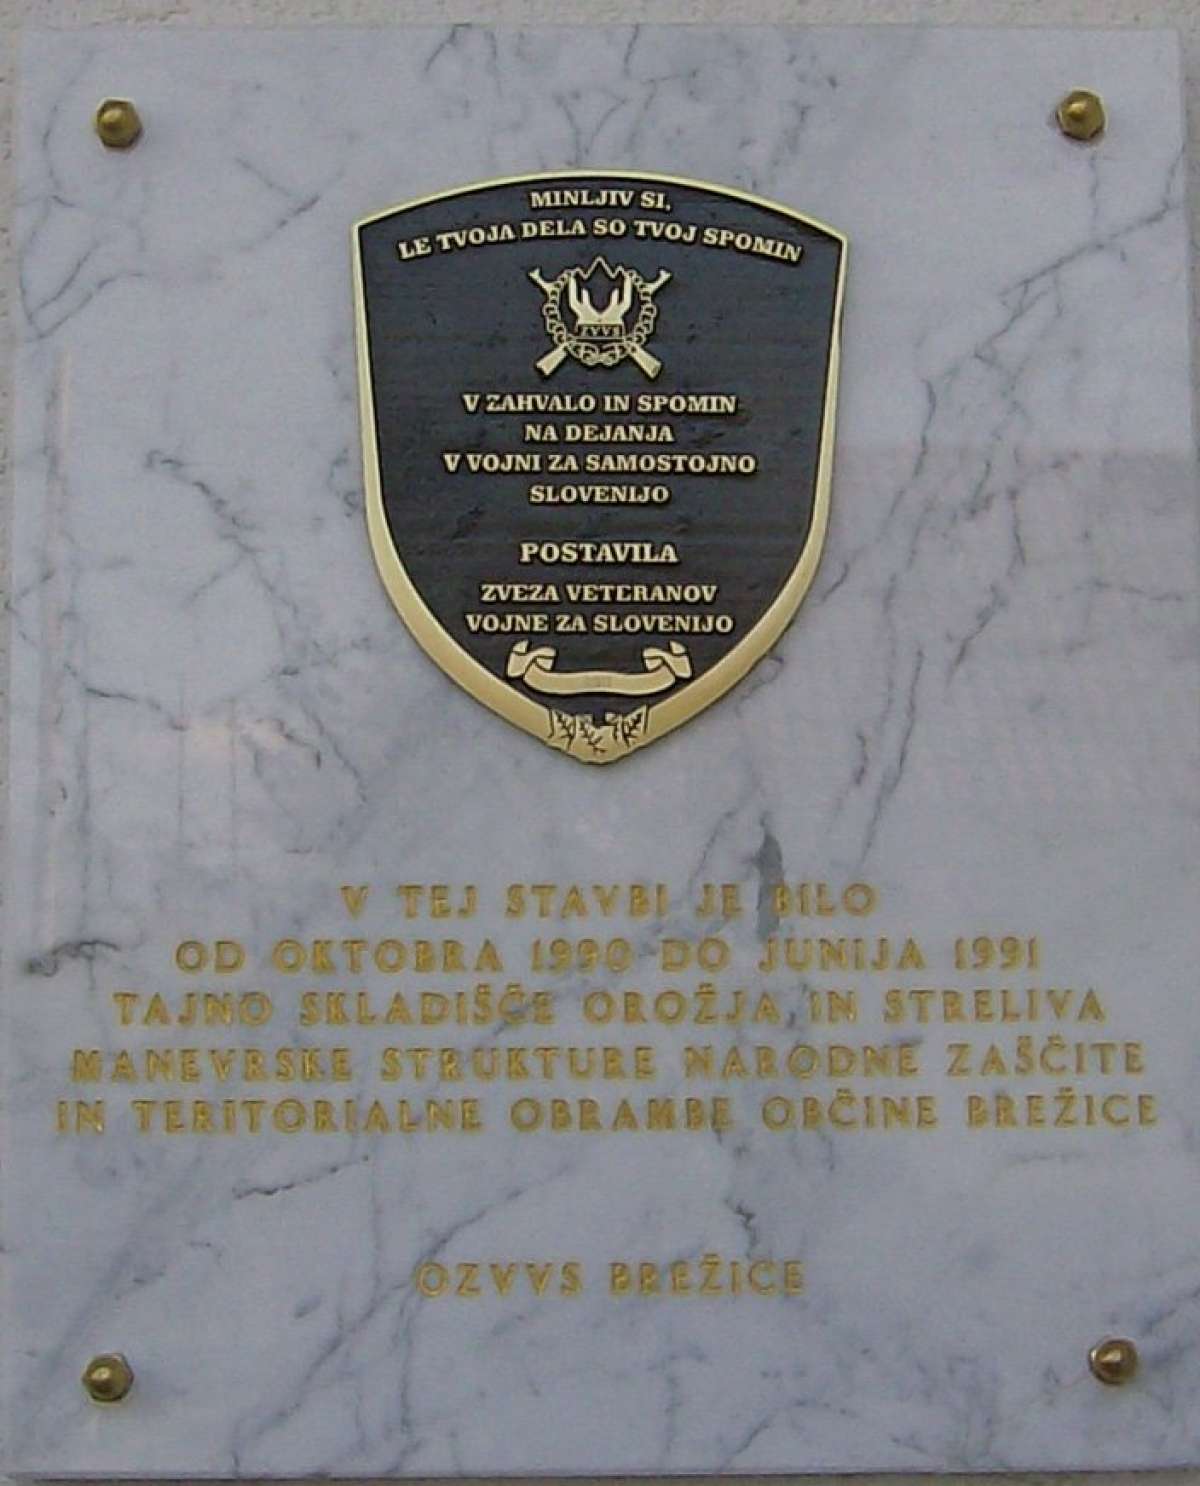 MINLJIV SI,
LE TVOJA DELA SO TVOJ SPOMIN
ZVVS
V ZAHVALO IN SPOMIN
NA DEJANJA
V VOJNI ZA SAMOSTOJNO
SLOVENIJO
POSTAVILA
ZVEZA VETERANOV
VOJNE ZA SLOVENIJO
V TEJ STAVBI JE BILO
OD OKTOBRA 1990 DO JUNIJA 1991
TAJNO SKLADIŠČE OROŽJA IN STRELIVA
MANEVRSKE STRUKTURE NARODNE ZAŠČITE
IN TERITORIALNE OBRAMBE OBČINE BREŽICE
OZVVS BREŽICE